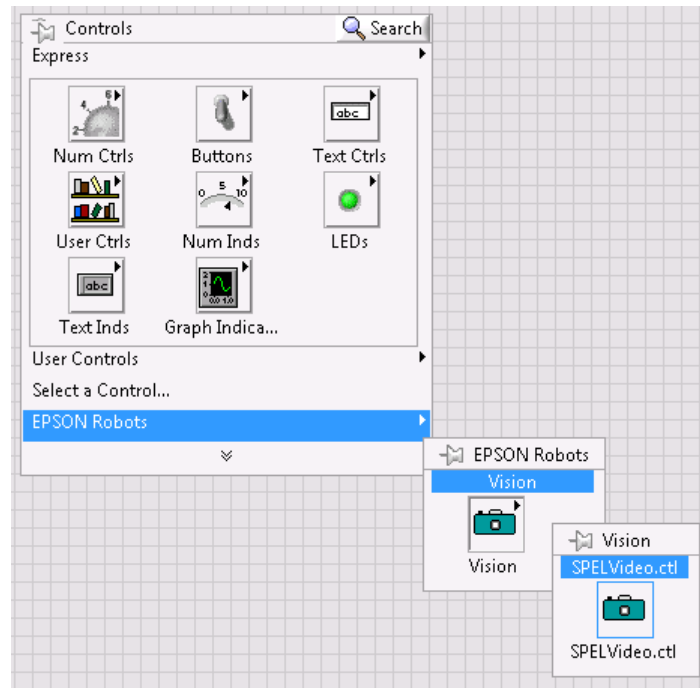 Controls
Search
Express
Num Ctrls
Buttons
Text Ctrls
User Ctrls
Num Inds
LEDs
Text Inds
Graph Indica...
User Controls
Select a Control...
EPSON Robots
EPSON Robots
Vision
Vision
Vision
SPELVideo.ctl
SPELVideo.ctl